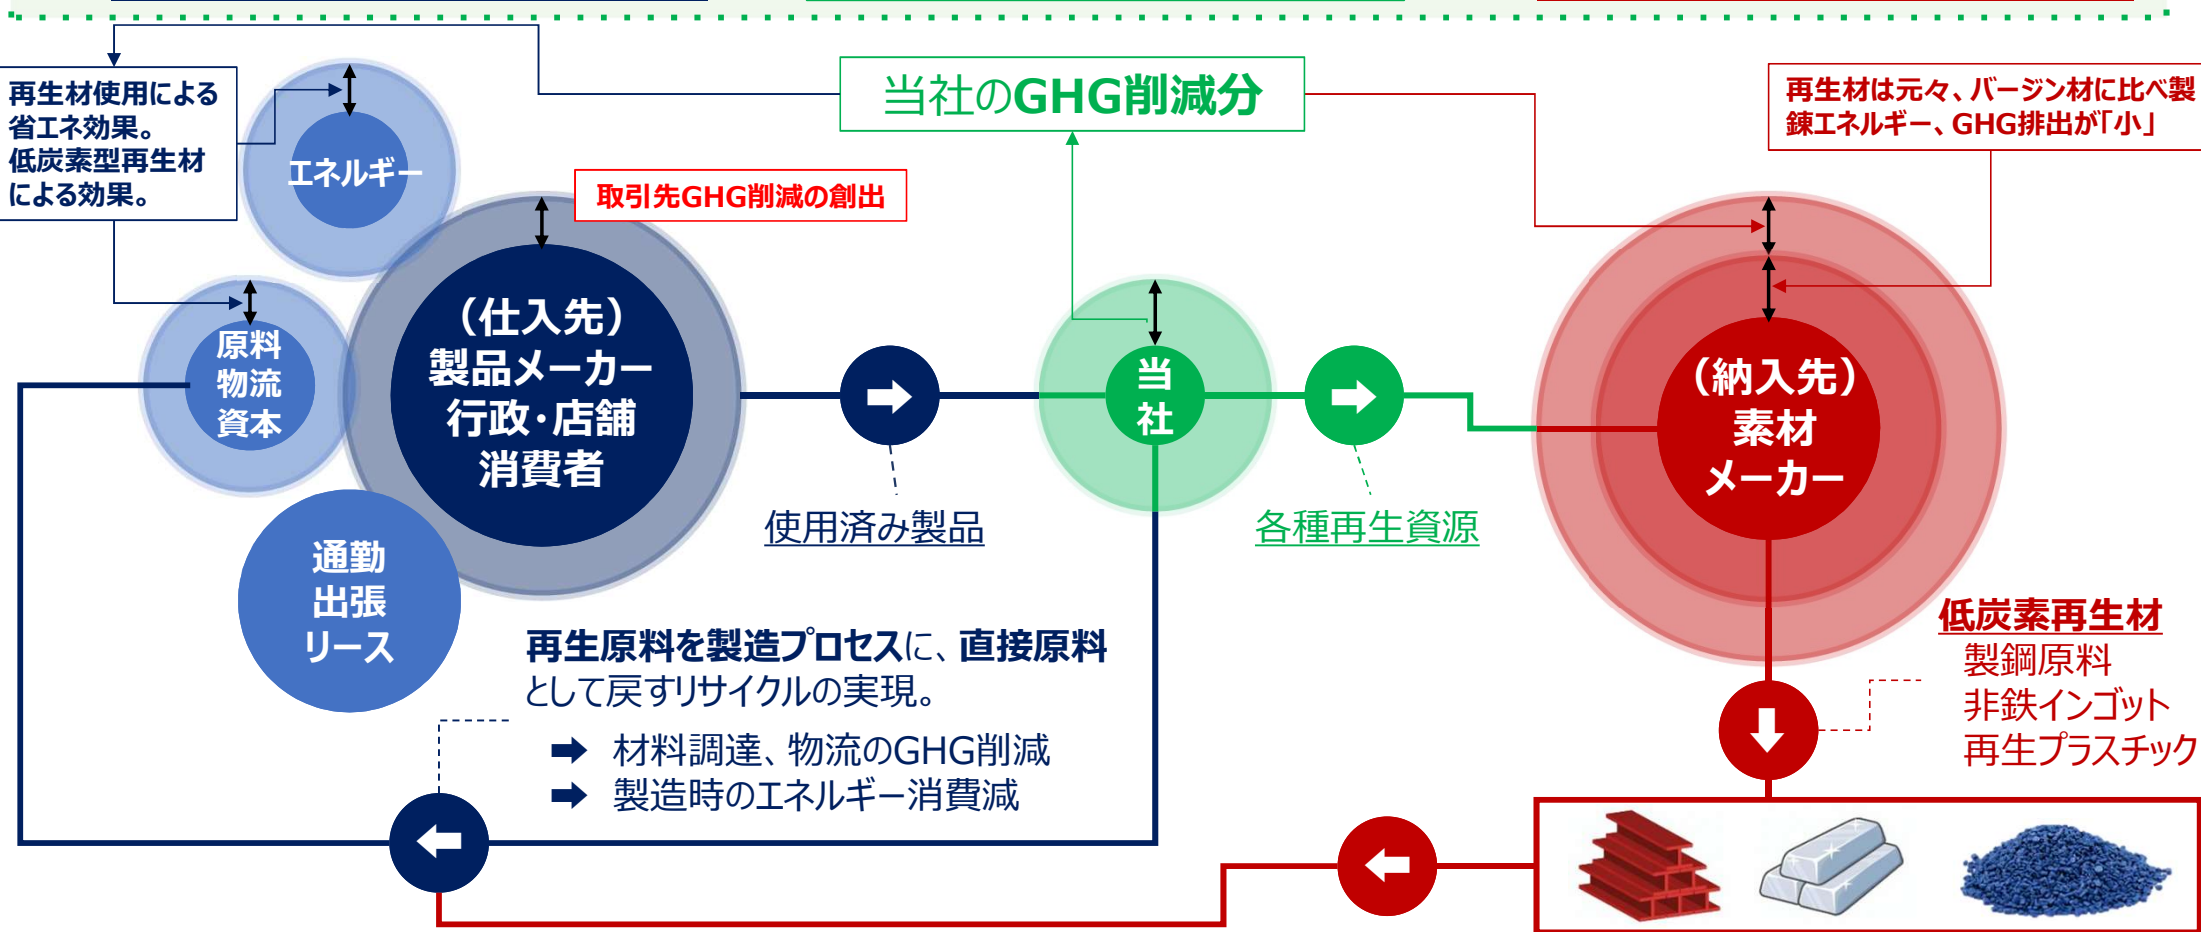 当社のGHG削減分
再生材使用による
省エネ効果。
低炭素型再生材
による効果。
エネルギー
取引先GHG削減の創出
再生材は元々、バージン材に比べ製
錬エネルギー、GHG排出が「小」
原料
物流
資本
（仕入先）
製品メーカー
行政・店舗
消費者
通勤
出張
リース
使用済み製品
当
社
各種再生資源
（納入先）
素材
メーカー
再生原料を製造プロセスに、直接原料
として戻すリサイクルの実現。
材料調達、物流のGHG削減
製造時のエネルギー消費減
低炭素再生材
製鋼原料
非鉄インゴット
再生プラスチック